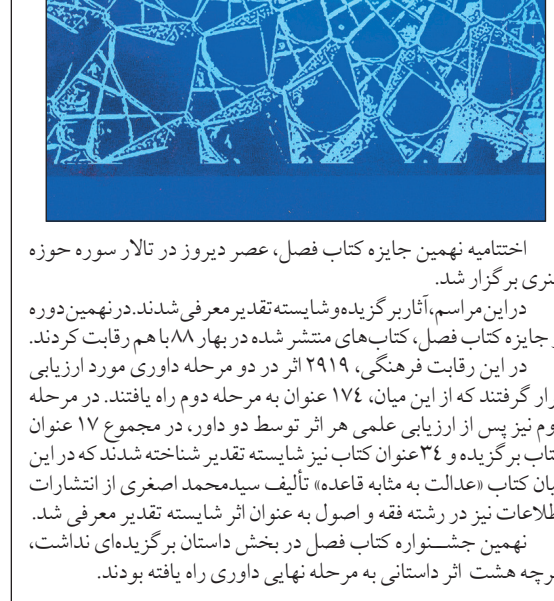 اختتامیه نهمین جایزه کتاب فصل، عصر دیروز در تالار سوره حوزه
برگزار شد.
در این مراسم، آثار برگزیده و شایسته تقدیر معرفی شدند. در نهمین دوره
جایزه کتاب فصل، کتاب‌های منتشر شده در بهار ۸۸ با هم رقابت کردند.
در این رقابت فرهنگی، ۲۹۱۹ اثر در دو مرحله داوری مورد ارزیابی
گرفتند که از این میان، ۱۷٤ عنوان به مرحله دوم راه یافتند. در مرحله
نیز پس از ارزیابی علمی هر اثر توسط دو داور، در مجموع ۱۷ عنوان
برگزیده و ۳٤ عنوان کتاب نیز شایسته تقدیر شناخته شدند که در این
کتاب «عدالت به مثابه قاعده» تألیف سیدمحمد اصغری از انتشارات
نیز در رشته فقه و اصول به عنوان اثر شایسته تقدیر معرفی شد.
نهمین جشنواره کتاب فصل در بخش داستان برگزیده‌ای نداشت،
هشت اثر داستانی به مرحله نهایی داوری راه یافته بودند.